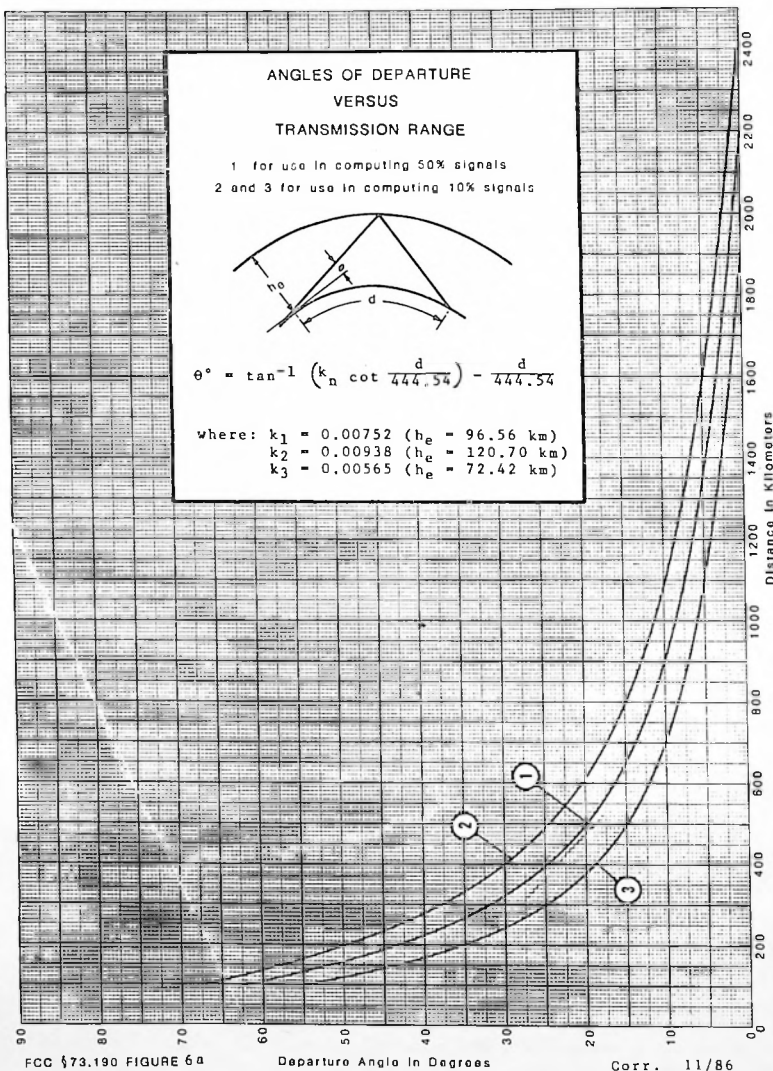 ANGLES OF DEPARTURE
VERSUS
TRANSMISSION RANGE
1 for use in computing 50% signals
2 and 3 for use in computing 10% signals
he
θ
d
θ° = tan⁻¹ (kn cot d/444.54) - d/444.54
where: k1 = 0.00752 (he = 96.56 km)
k2 = 0.00938 (he = 120.70 km)
k3 = 0.00565 (he = 72.42 km)
1
2
3
90
80
70
60
50
40
30
20
10
0
Departure Angle in Degrees
0
200
400
600
800
1000
1200
1400
1600
1800
2000
2200
2400
Distance in Kilometers
FCC §73.190 FIGURE 6a
Corr. 11/86